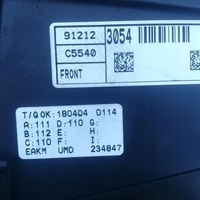 91212 3054
C5540
FRONT
T/Q OK:180404 0114
A:111 D:110 G:
B:112 E: H:
C:110 F: I:
EAKM UMD 234847